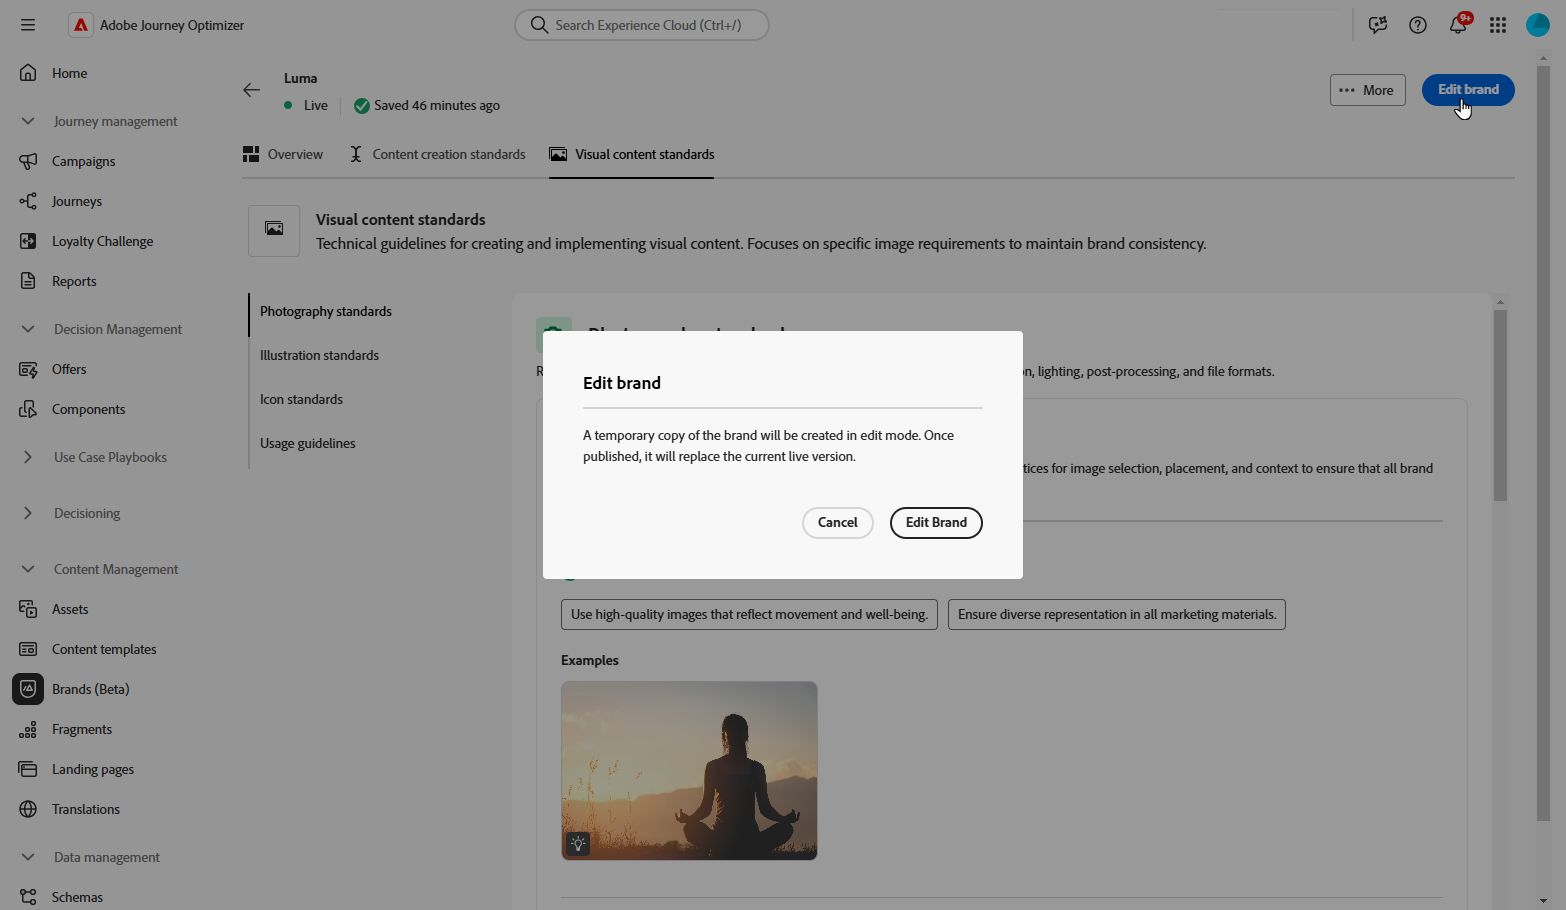 Adobe Journey Optimizer
Search Experience Cloud (Ctrl+/)
9+
Home
Journey management
Campaigns
Journeys
Loyalty Challenge
Reports
Decision Management
Offers
Components
Use Case Playbooks
Decisioning
Content Management
Assets
Content templates
Brands (Beta)
Fragments
Landing pages
Translations
Data management
Schemas
Luma
Live
Saved 46 minutes ago
More
Edit brand
Overview
Content creation standards
Visual content standards
Visual content standards
Technical guidelines for creating and implementing visual content. Focuses on specific image requirements to maintain brand consistency.
Photography standards
Illustration standards
Icon standards
Usage guidelines
lighting, post-processing, and file formats.
for image selection, placement, and context to ensure that all brand
Edit brand
A temporary copy of the brand will be created in edit mode. Once
published, it will replace the current live version.
Cancel
Edit Brand
Use high-quality images that reflect movement and well-being.
Ensure diverse representation in all marketing materials.
Examples